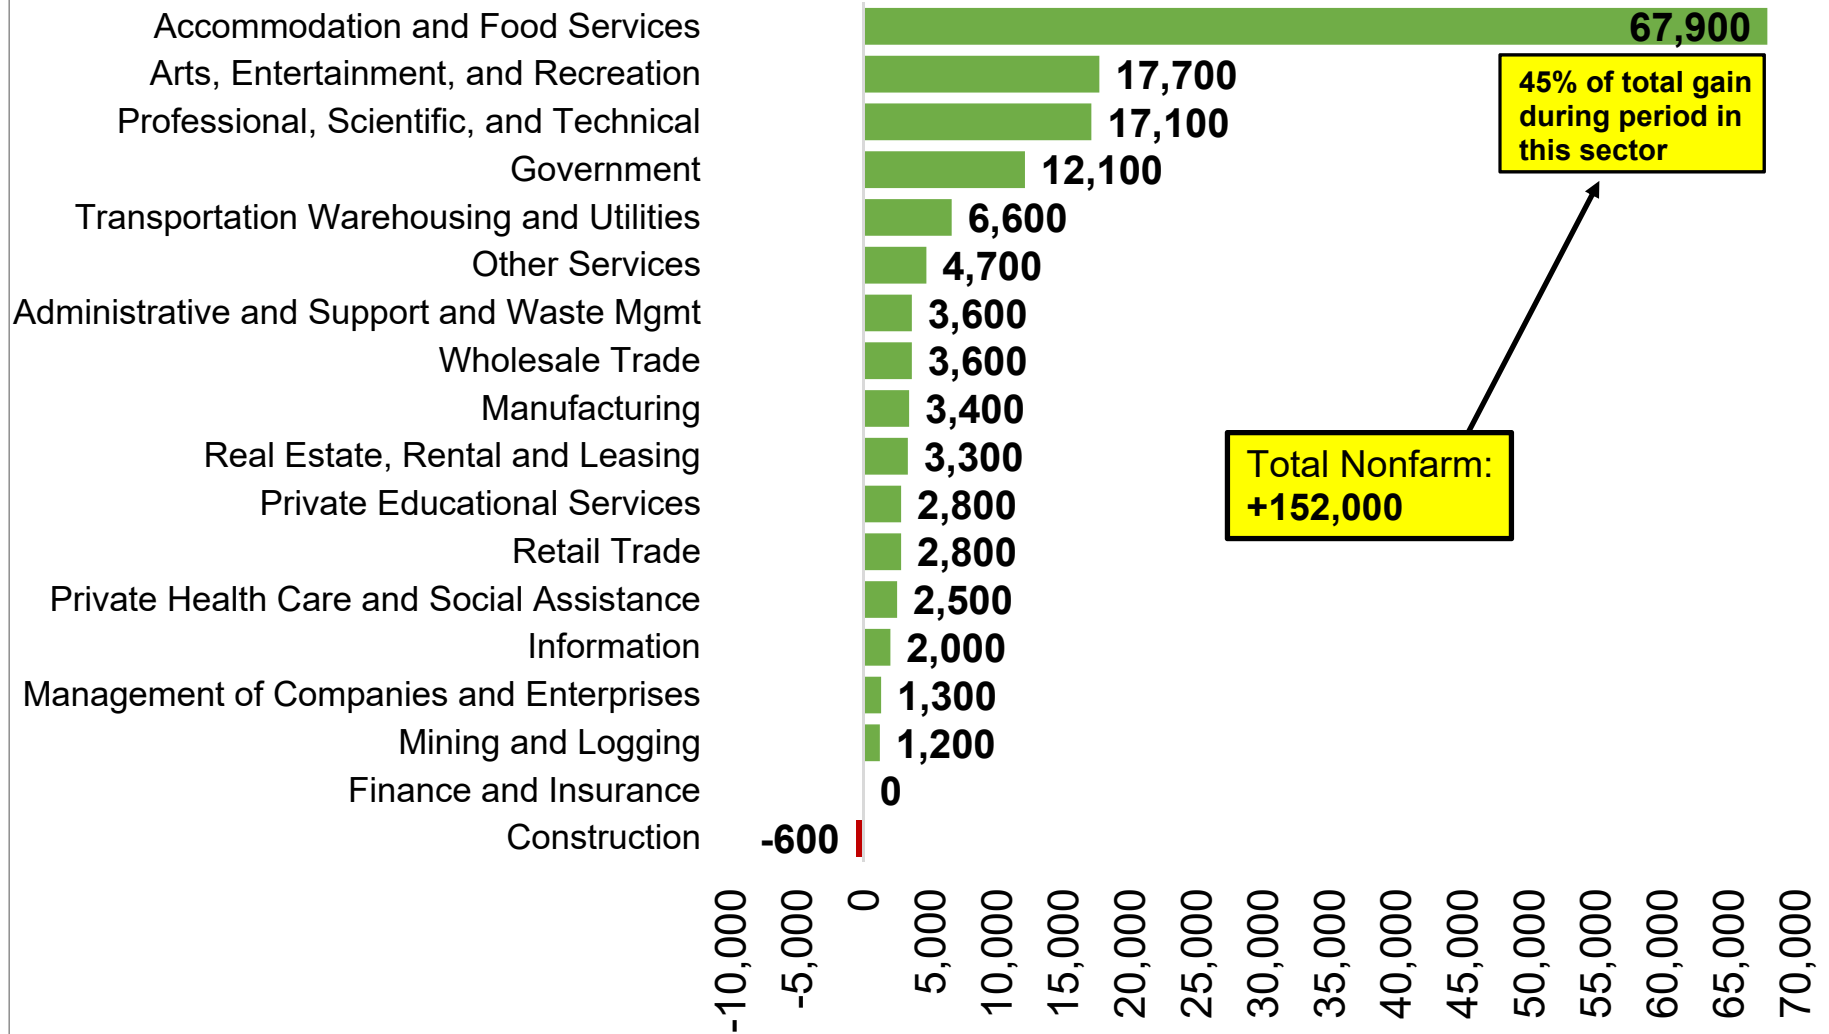 Accommodation and Food Services 67,900
Arts, Entertainment, and Recreation 17,700
Professional, Scientific, and Technical 17,100
Government 12,100
Transportation Warehousing and Utilities 6,600
Other Services 4,700
Administrative and Support and Waste Mgmt 3,600
Wholesale Trade 3,600
Manufacturing 3,400
Real Estate, Rental and Leasing 3,300
Private Educational Services 2,800
Retail Trade 2,800
Private Health Care and Social Assistance 2,500
Information 2,000
Management of Companies and Enterprises 1,300
Mining and Logging 1,200
Finance and Insurance 0
Construction -600
45% of total gain
during period in
this sector
Total Nonfarm:
+152,000
-10,000
-5,000
0
5,000
10,000
15,000
20,000
25,000
30,000
35,000
40,000
45,000
50,000
55,000
60,000
65,000
70,000